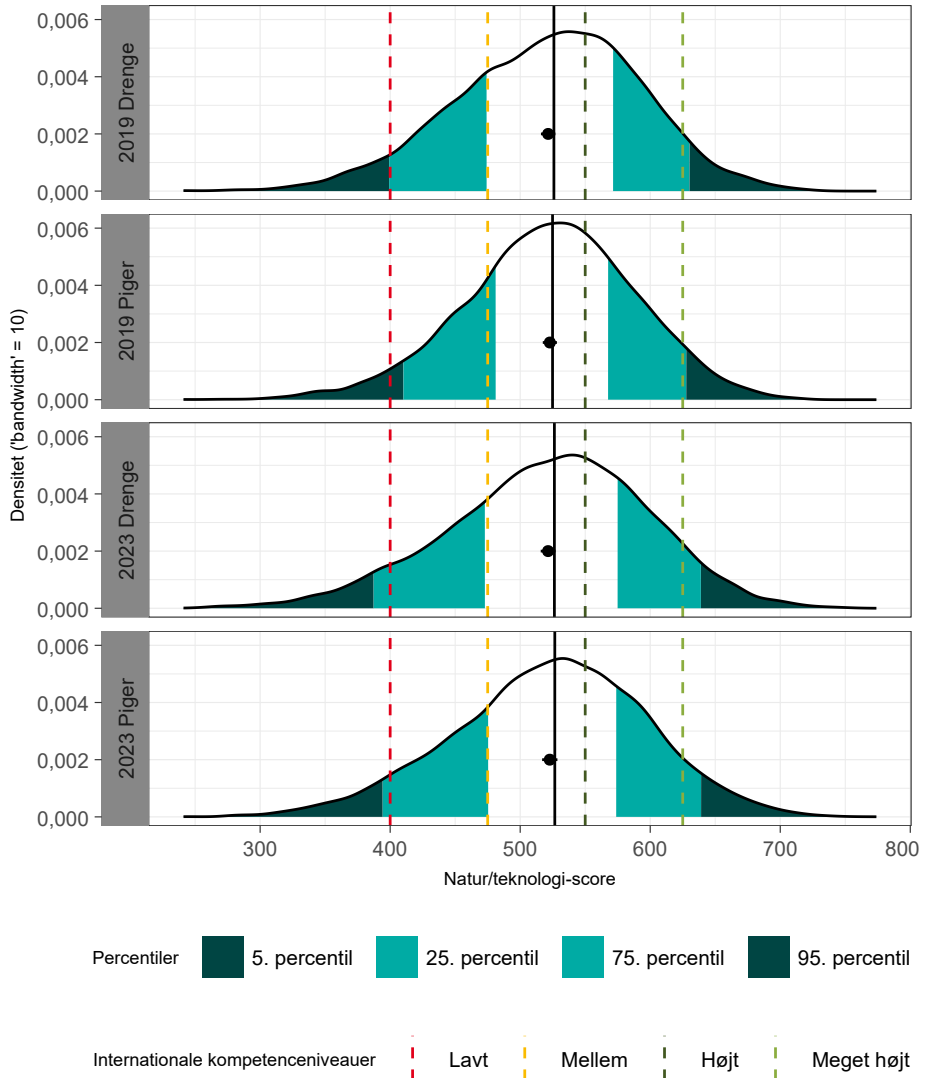 Densitet ('bandwidth' = 10)
2019 Drenge
0,006
0,004
0,002
0,000
2019 Piger
0,006
0,004
0,002
0,000
2023 Drenge
0,006
0,004
0,002
0,000
2023 Piger
0,006
0,004
0,002
0,000
300 400 500 600 700 800
Natur/teknologi-score
Percentiler 5. percentil 25. percentil 75. percentil 95. percentil
Internationale kompetenceniveauer Lavt Mellem Højt Meget højt